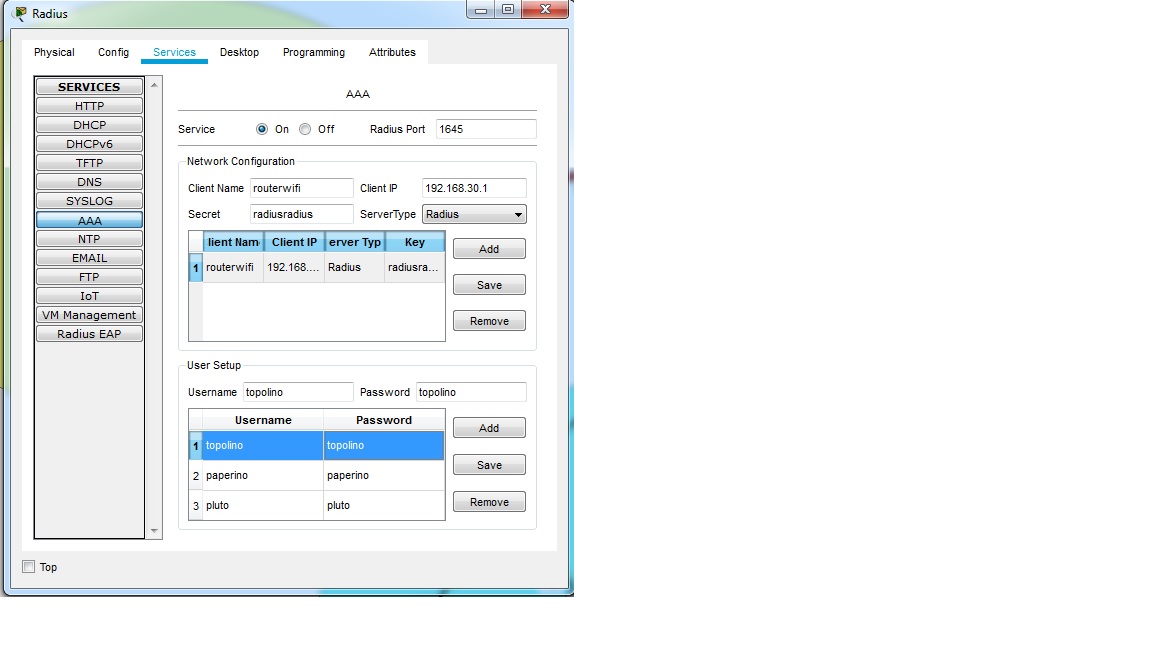 Radius
Physical Config Services Desktop Programming Attributes
SERVICES
HTTP
DHCP
DHCPv6
TFTP
DNS
SYSLOG
AAA
NTP
EMAIL
FTP
IoT
VM Management
Radius EAP
AAA
Service On Off Radius Port 1645
Network Configuration
Client Name routerwifi Client IP 192.168.30.1
Secret radiusradius ServerType Radius
lient Nam Client IP erver Typ Key
1 routerwifi 192.168.... Radius radiusra...
Add
Save
Remove
User Setup
Username topolino Password topolino
Username Password
1 topolino topolino
2 paperino paperino
3 pluto pluto
Add
Save
Remove
Top